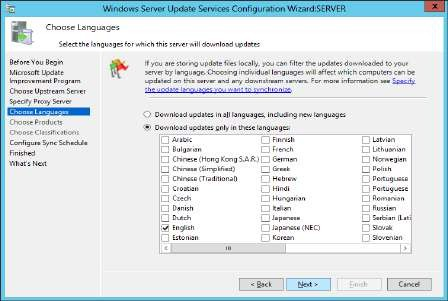 Windows Server Update Services Configuration Wizard:SERVER
Choose Languages
Select the languages for which this server will download updates
Before You Begin
Microsoft Update
Improvement Program
Choose Upstream Server
Specify Proxy Server
Choose Languages
Choose Products
Choose Classifications
Configure Sync Schedule
Finished
What's Next
If you are storing update files locally, you can filter the updates downloaded to your
server by language. Choosing individual languages will affect which computers can be
updated on this server and any downstream servers. For more information see Specify
the update languages you want to synchronize.
Download updates in all languages, including new languages
Download updates only in these languages:
Arabic Finnish Latvian
Bulgarian French Lithuanian
Chinese (Hong Kong S.A.R.) German Norwegian
Chinese (Simplified) Greek Polish
Chinese (Traditional) Hebrew Portuguese
Croatian Hindi Portuguese
Czech Hungarian Romanian
Danish Italian Russian
Dutch Japanese Serbian (Lati
English Japanese (NEC) Slovak
Estonian Korean Slovenian
< Back Next > Finish Cancel